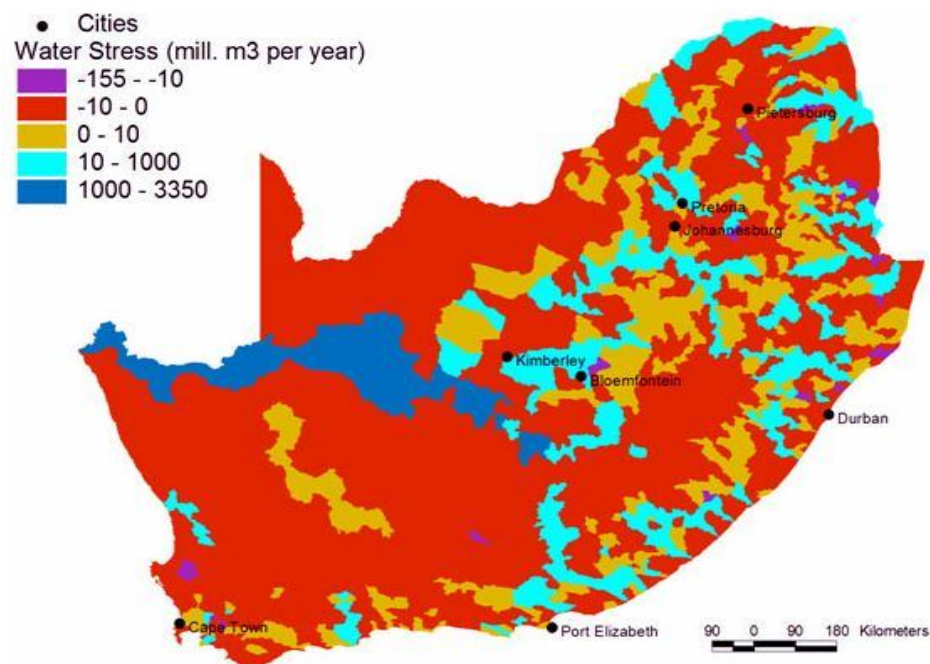 Cities
Water Stress (mill. m3 per year)
-155 - -10
-10 - 0
0 - 10
10 - 1000
1000 - 3350
Pietersburg
Pretoria
Johannesburg
Kimberley
Bloemfontein
Durban
Cape Town
Port Elizabeth
90 0 90 180 Kilometers